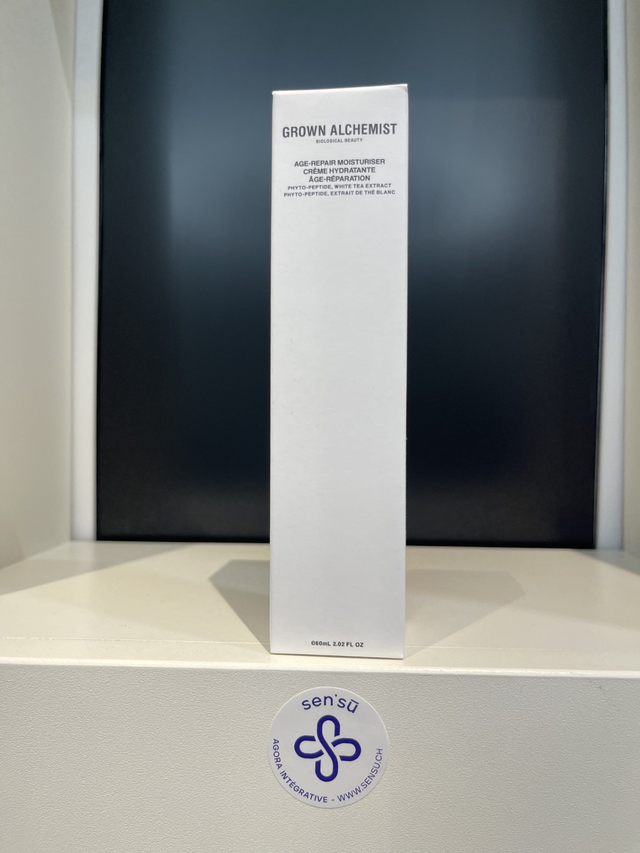 GROWN ALCHEMIST
BIOLOGICAL BEAUTY
AGE-REPAIR MOISTURISER
CRÈME HYDRATANTE
ÂGE-RÉPARATION
PHYTO-PEPTIDE, WHITE TEA EXTRACT
PHYTO-PEPTIDE, EXTRAIT DE THÉ BLANC
℮60mL 2.02 FL OZ
sen'sū
AGORA INTÉGRATIVE - WWW.SENSU.CH